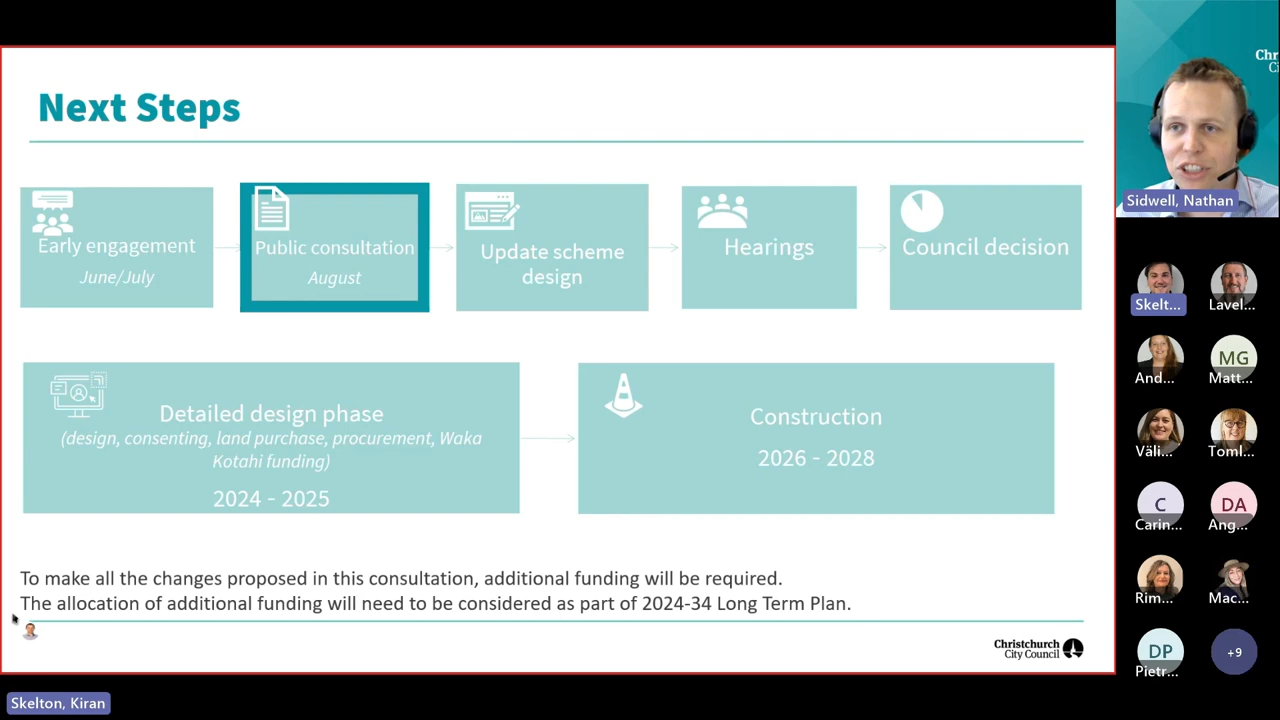 Next Steps
Early engagement
June/July
Public consultation
August
Update scheme
design
Hearings
Council decision
Detailed design phase
(design, consenting, land purchase, procurement, Waka
Kotahi funding)
2024 - 2025
Construction
2026 - 2028
To make all the changes proposed in this consultation, additional funding will be required.
The allocation of additional funding will need to be considered as part of 2024-34 Long Term Plan.
Christchurch
City Council
Skelton, Kiran
Chr
Ci
Sidwell, Nathan
Skelt...
Lavel...
And...
MG
Matt...
Väli...
Toml...
C
Carin...
DA
Ang...
Rim...
Mac...
DP
Pietr...
+9